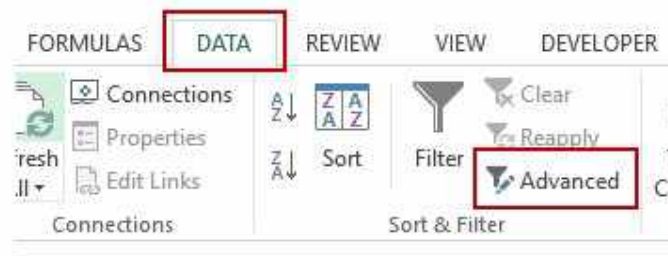 FORMULAS DATA REVIEW VIEW DEVELOPER
Connections
Properties
Edit Links
Connections
A
Z
Z
A
Z A
A Z
Sort
Filter
Clear
Reapply
Advanced
Sort & Filter